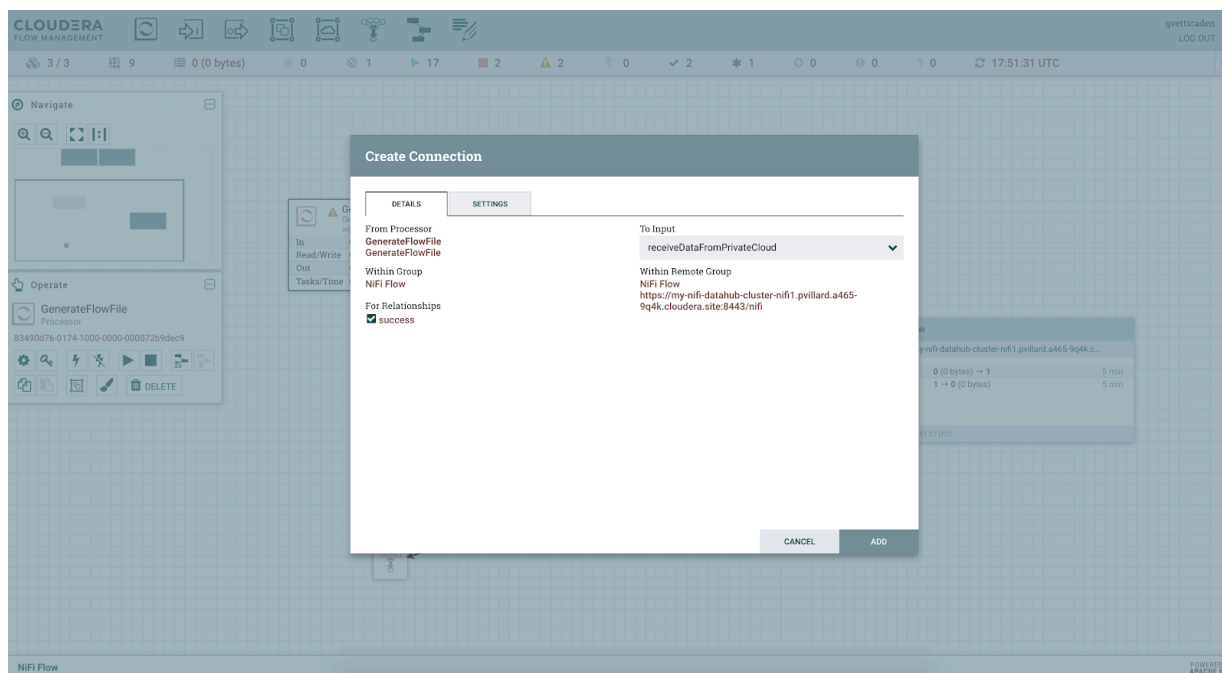 CLOUDERA
FLOW MANAGEMENT
gvetticaden
LOG OUT
3 / 3 9 0 (0 bytes) 0 1 17 2 2 0 2 1 0 0 ? 0 17:51:31 UTC
Navigate
Operate
GenerateFlowFile
Processor
83490d76-0174-1000-0000-000072b9dec9
DELETE
In
Read/Write
Out
Tasks/Time
Create Connection
DETAILS SETTINGS
From Processor
GenerateFlowFile
GenerateFlowFile
Within Group
NiFi Flow
For Relationships
success
To Input
receiveDataFromPrivateCloud
Within Remote Group
NiFi Flow
https://my-nifi-datahub-cluster-nifi1.pvillard.a465-
9q4k.cloudera.site:8443/nifi
CANCEL ADD
y-nifi-datahub-cluster-nifi1.pvillard.a465-9q4k.c...
0 (0 bytes) → 1 5 min
1 → 0 (0 bytes) 5 min
NiFi Flow
POWERED